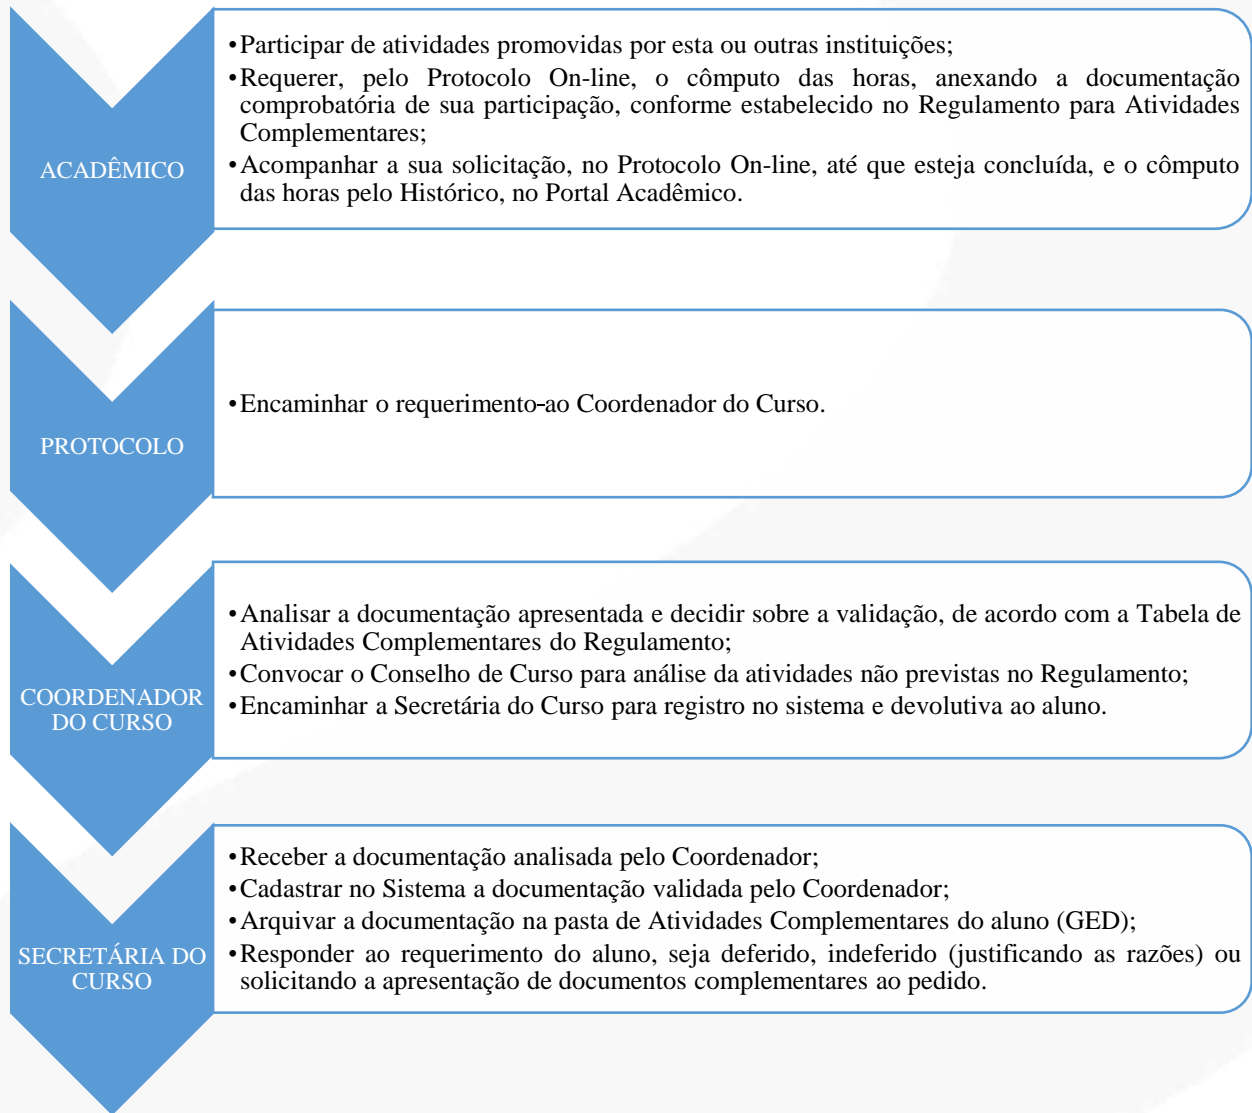 ACADÊMICO
•Participar de atividades promovidas por esta ou outras instituições;
•Requerer, pelo Protocolo On-line, o cômputo das horas, anexando a documentação
comprobatória de sua participação, conforme estabelecido no Regulamento para Atividades
Complementares;
•Acompanhar a sua solicitação, no Protocolo On-line, até que esteja concluída, e o cômputo
das horas pelo Histórico, no Portal Acadêmico.
PROTOCOLO
•Encaminhar o requerimento-ao Coordenador do Curso.
COORDENADOR
DO CURSO
•Analisar a documentação apresentada e decidir sobre a validação, de acordo com a Tabela de
Atividades Complementares do Regulamento;
•Convocar o Conselho de Curso para análise da atividades não previstas no Regulamento;
•Encaminhar a Secretária do Curso para registro no sistema e devolutiva ao aluno.
SECRETÁRIA DO
CURSO
•Receber a documentação analisada pelo Coordenador;
•Cadastrar no Sistema a documentação validada pelo Coordenador;
•Arquivar a documentação na pasta de Atividades Complementares do aluno (GED);
•Responder ao requerimento do aluno, seja deferido, indeferido (justificando as razões) ou
solicitando a apresentação de documentos complementares ao pedido.